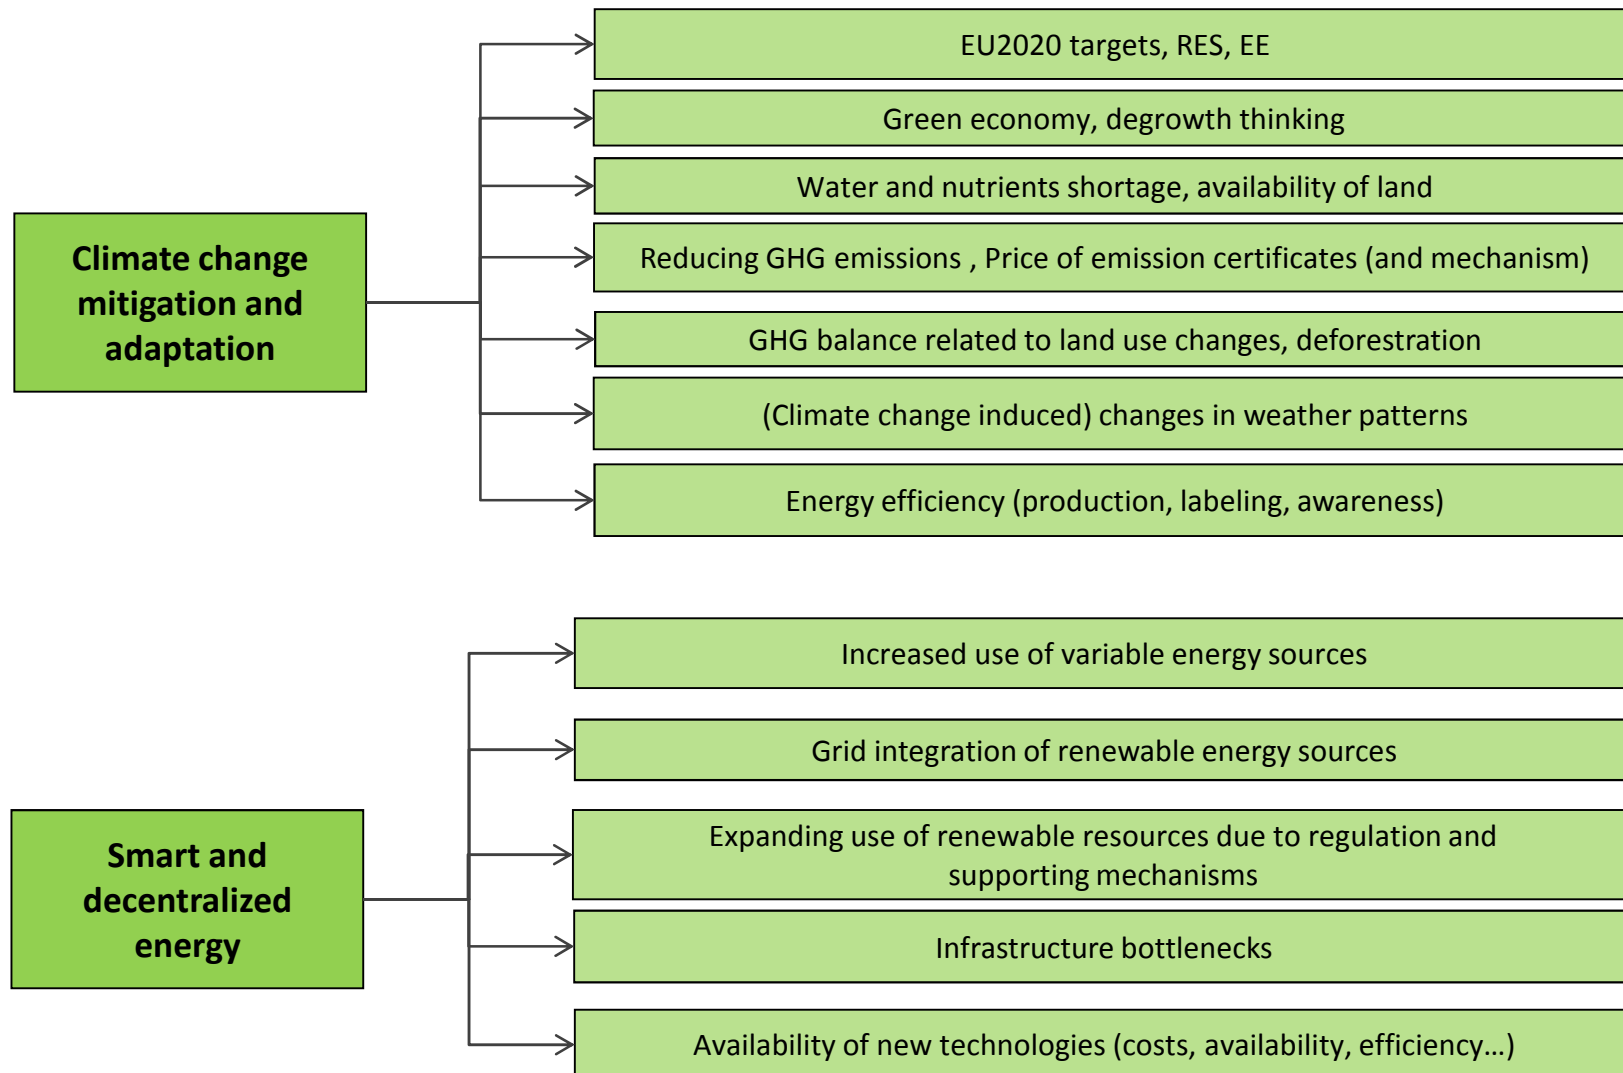 EU2020 targets, RES, EE
Green economy, degrowth thinking
Water and nutrients shortage, availability of land
Climate change
mitigation and
adaptation
Reducing GHG emissions , Price of emission certificates (and mechanism)
GHG balance related to land use changes, deforestration
(Climate change induced) changes in weather patterns
Energy efficiency (production, labeling, awareness)
Increased use of variable energy sources
Grid integration of renewable energy sources
Smart and
decentralized
energy
Expanding use of renewable resources due to regulation and
supporting mechanisms
Infrastructure bottlenecks
Availability of new technologies (costs, availability, efficiency…)